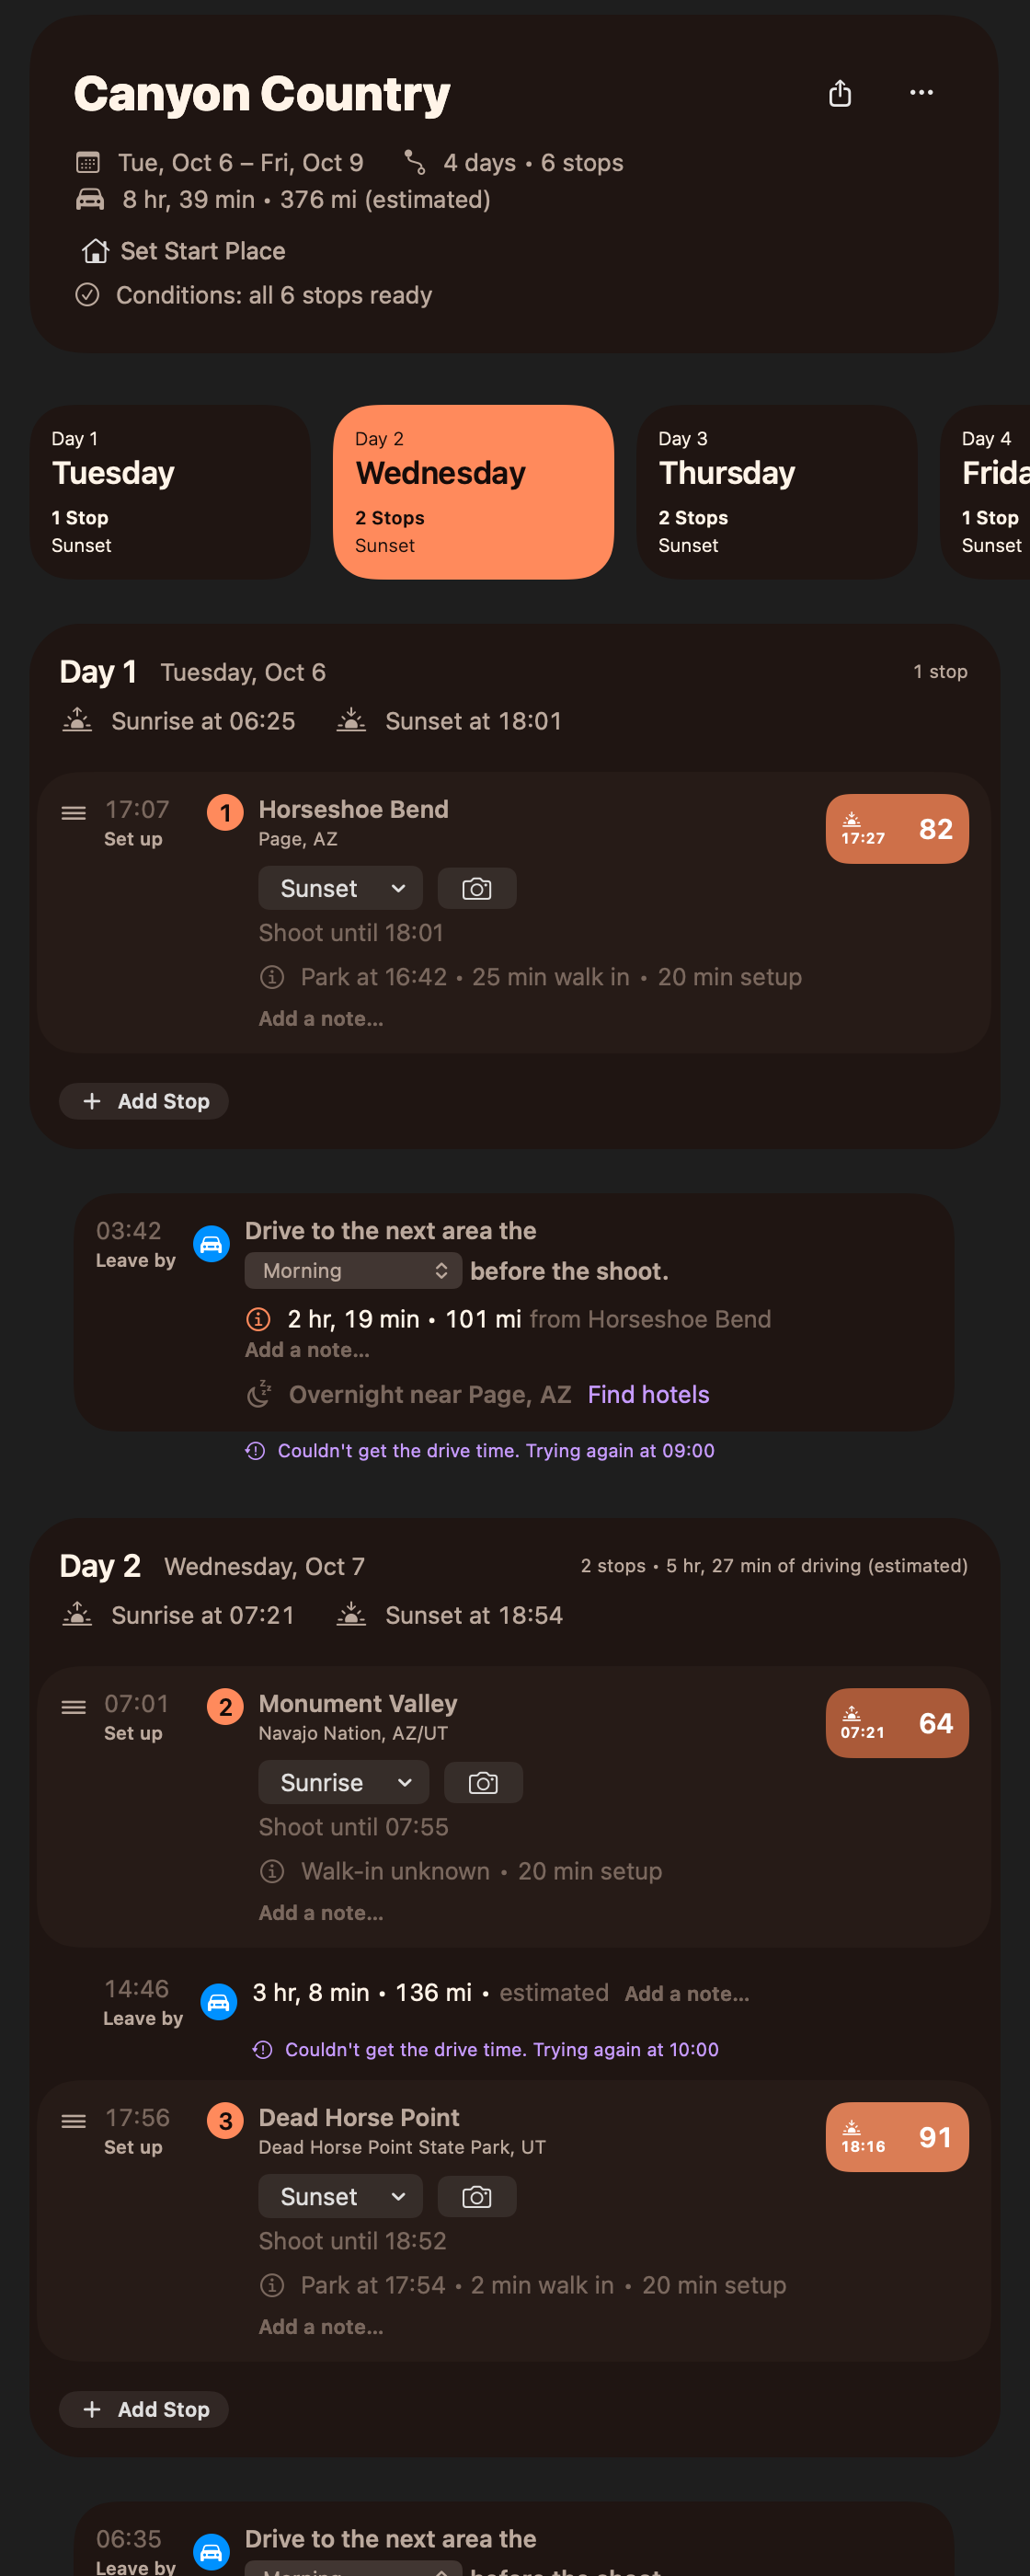 Canyon Country
Tue, Oct 6 – Fri, Oct 9 4 days • 6 stops
8 hr, 39 min • 376 mi (estimated)
Set Start Place
Conditions: all 6 stops ready
Day 1
Tuesday
1 Stop
Sunset
Day 2
Wednesday
2 Stops
Sunset
Day 3
Thursday
2 Stops
Sunset
Day 4
Frida
1 Stop
Sunset
Day 1 Tuesday, Oct 6 1 stop
Sunrise at 06:25 Sunset at 18:01
17:07
Set up
1 Horseshoe Bend
Page, AZ
17:27 82
Sunset
Shoot until 18:01
Park at 16:42 • 25 min walk in • 20 min setup
Add a note...
+ Add Stop
03:42
Leave by
Drive to the next area the
Morning before the shoot.
2 hr, 19 min • 101 mi from Horseshoe Bend
Add a note...
Overnight near Page, AZ Find hotels
Couldn't get the drive time. Trying again at 09:00
Day 2 Wednesday, Oct 7 2 stops • 5 hr, 27 min of driving (estimated)
Sunrise at 07:21 Sunset at 18:54
07:01
Set up
2 Monument Valley
Navajo Nation, AZ/UT
07:21 64
Sunrise
Shoot until 07:55
Walk-in unknown • 20 min setup
Add a note...
14:46
Leave by
3 hr, 8 min • 136 mi • estimated Add a note...
Couldn't get the drive time. Trying again at 10:00
17:56
Set up
3 Dead Horse Point
Dead Horse Point State Park, UT
18:16 91
Sunset
Shoot until 18:52
Park at 17:54 • 2 min walk in • 20 min setup
Add a note...
+ Add Stop
06:35
Leave by
Drive to the next area the
Morning before the shoot.